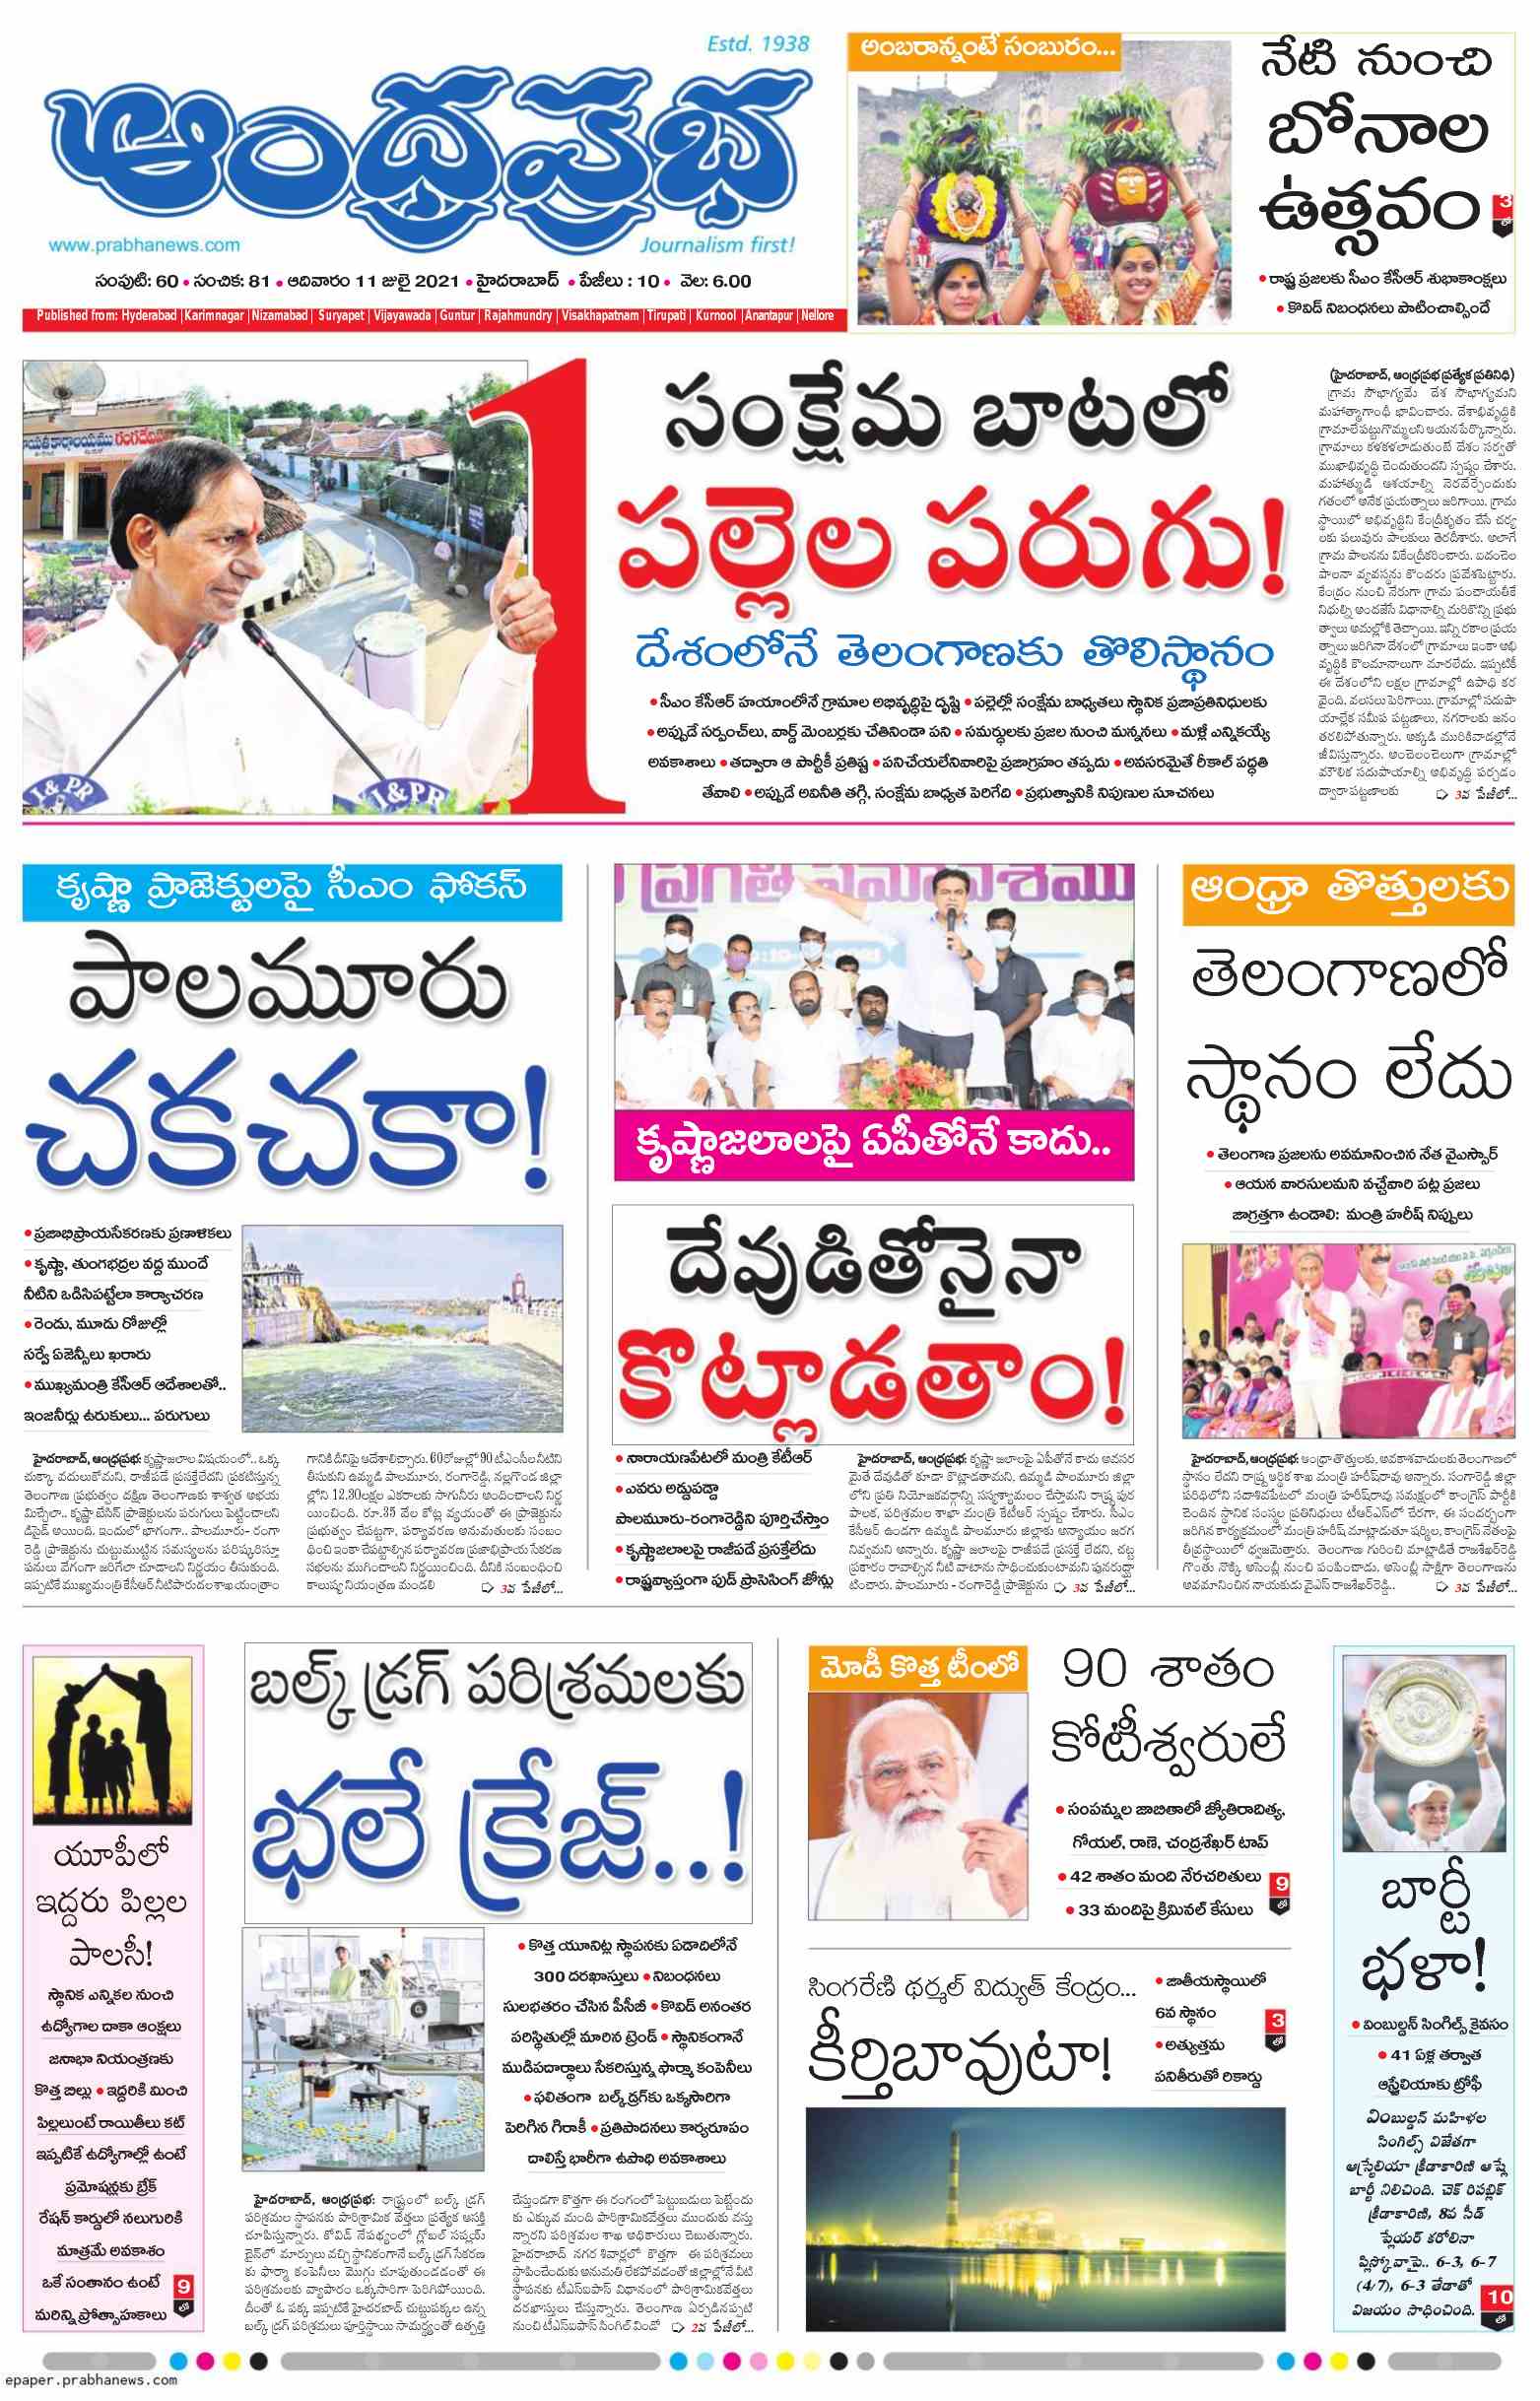 Estd. 1938
ఆంధ్రప్రభ
www.prabhanews.com
Journalism first!
సంపుటి: 60 • సంచిక: 81 • ఆదివారం 11 జులై 2021 • హైదరాబాద్ • పేజీలు : 10 • వెల: 6.00
Published from: Hyderabad |Karimnagar |Nizamabad | Suryapet | Vijayawada | Guntur | Rajahmundry | Visakhapatnam |Tirupati | Kurnool |Anantapur |Nellore
అంబరాన్నంటే సంబురం...
నేటి నుంచి
బోనాల
ఉత్సవం
3లో
• రాష్ట్ర ప్రజలకు సీఎం కేసీఆర్ శుభాకాంక్షలు
• కొవిడ్ నిబంధనలు పాటించాల్సిందే
1
సంక్షేమ బాటలో
పల్లెల పరుగు!
దేశంలోనే తెలంగాణకు తొలిస్థానం
• సీఎం కేసీఆర్ హయాంలోనే గ్రామాల అభివృద్ధిపై దృష్టి • పల్లెల్లో సంక్షేమ బాధ్యతలు స్థానిక ప్రజాప్రతినిధులకు
• అప్పుడే సర్పంచ్‌లు, వార్డ్ మెంబర్లకు చేతినిండా పని • సమర్థులకు ప్రజల నుంచి మన్ననలు • మళ్లీ ఎన్నికయ్యే
అవకాశాలు • తద్వారా ఆ పార్టీకీ ప్రతిష్ట • పనిచేయలేనివారిపై ప్రజాగ్రహం తప్పదు • అవసరమైతే రీకాల్ పద్ధతి
తేవాలి • అప్పుడే అవినీతి తగ్గి, సంక్షేమ బాధ్యత పెరిగేది • ప్రభుత్వానికి నిపుణుల సూచనలు
I&PR
I&PR
(హైదరాబాద్, ఆంధ్రప్రభ ప్రత్యేక ప్రతినిధి)
గ్రామ సౌభాగ్యమే దేశ సౌభాగ్యమని
మహాత్మాగాంధీ భావించారు. దేశాభివృద్ధికి
గ్రామాలే పట్టుగొమ్మలని ఆయన పేర్కొన్నారు.
గ్రామాలు కళకళలాడుతుంటే దేశం సర్వతో
ముఖాభివృద్ధి చెందుతుందని స్పష్టం చేశారు.
మహాత్ముడి ఆశయాల్ని నెరవేర్చేందుకు
గతంలో అనేక ప్రయత్నాలు జరిగాయి. గ్రామ
స్థాయిలో అభివృద్ధిని కేంద్రీకృతం చేసే చర్య
లకు పలువురు పాలకులు తెరదీశారు. అలాగే
గ్రామ పాలనను వికేంద్రీకరించారు. ఐదంచెల
పాలనా వ్యవస్థను కొందరు ప్రవేశపెట్టారు.
కేంద్రం నుంచి నేరుగా గ్రామ పంచాయతీకే
నిధుల్ని అందజేసే విధానాల్ని మరికొన్ని ప్రభు
త్వాలు అమల్లోకి తెచ్చాయి. ఇన్ని రకాల ప్రయ
త్నాలు జరిగినా దేశంలో గ్రామాలు ఇంకా అభి
వృద్ధికి కొలమానాలుగా మారలేదు. ఇప్పటికీ
ఈ దేశంలోని లక్షల గ్రామాల్లో ఉపాధి కర
వైంది. వలసలు పెరిగాయి. గ్రామాల్లో సదుపా
యాల్లేక సమీప పట్టణాలు, నగరాలకు జనం
తరలిపోతున్నారు. అక్కడి మురికివాడల్లోనే
జీవిస్తున్నారు. అంచెలంచెలుగా గ్రామాల్లో
మౌలిక సదుపాయాల్ని అభివృద్ధి పర్చడం
ద్వారా పట్టణాలకు 3వ పేజీలో...
కృష్ణా ప్రాజెక్టులపై సీఎం ఫోకస్
పాలమూరు
చకచకా!
• ప్రజాభిప్రాయసేకరణకు ప్రణాళికలు
• కృష్ణా, తుంగభద్రల వద్ద ముందే
నీటిని ఒడిసిపట్టేలా కార్యాచరణ
• రెండు, మూడు రోజుల్లో
సర్వే ఏజెన్సీలు ఖరారు
• ముఖ్యమంత్రి కేసీఆర్ ఆదేశాలతో..
ఇంజనీర్లు ఉరుకులు... పరుగులు
హైదరాబాద్, ఆంధ్రప్రభ: కృష్ణాజలాల విషయంలో.. ఒక్క
చుక్కా వదులుకోమని, రాజీపడే ప్రసక్తేలేదని ప్రకటిస్తున్న
తెలంగాణ ప్రభుత్వం దక్షిణ తెలంగాణకు శాశ్వత అభయ
మిచ్చేలా.. కృష్ణా బేసిన్ ప్రాజెక్టులను పరుగులు పెట్టించాలని
డిసైడ్ అయింది. ఇందులో భాగంగా.. పాలమూరు- రంగా
రెడ్డి ప్రాజెక్టును చుట్టుముట్టిన సమస్యలను పరిష్కరిస్తూ
పనులు వేగంగా జరిగేలా చూడాలని నిర్ణయం తీసుకుంది.
ఇప్పటికే ముఖ్యమంత్రి కేసీఆర్ నీటిపారుదలశాఖ యంత్రాం
గానికి దీనిపై ఆదేశాలిచ్చారు. 60రోజుల్లో 90 టీఎంసీల నీటిని
తీసుకుని ఉమ్మడి పాలమూరు, రంగారెడ్డి, నల్లగొండ జిల్లా
ల్లోని 12.30లక్షల ఎకరాలకు సాగునీరు అందించాలని నిర్ణ
యించింది. రూ.35 వేల కోట్ల వ్యయంతో ఈ ప్రాజెక్టును
ప్రభుత్వం చేపట్టగా, పర్యావరణ అనుమతులకు సంబం
ధించి ఇంకా చేపట్టాల్సిన పర్యావరణ ప్రజాభిప్రాయ సేకరణ
సభలను ముగించాలని నిర్ణయించింది. దీనికి సంబంధించి
కాలుష్య నియంత్రణ మండలి 3వ పేజీలో...
కృష్ణాజలాలపై ఏపీతోనే కాదు..
దేవుడితోనైనా
కొట్లాడతాం!
• నారాయణపేటలో మంత్రి కేటీఆర్
• ఎవరు అడ్డుపడ్డా
పాలమూరు-రంగారెడ్డిని పూర్తిచేస్తాం
• కృష్ణాజలాలపై రాజీపడే ప్రసక్తేలేదు
• రాష్ట్రవ్యాప్తంగా ఫుడ్ ప్రాసెసింగ్ జోన్లు
హైదరాబాద్, ఆంధ్రప్రభ: కృష్ణా జలాలపై ఏపీతోనే కాదు అవసర
మైతే దేవుడితో కూడా కొట్లాడతామని, ఉమ్మడి పాలమూరు జిల్లా
లోని ప్రతి నియోజకవర్గాన్ని సస్యశ్యామలం చేస్తామని రాష్ట్ర పుర
పాలక, పరిశ్రమల శాఖా మంత్రి కేటీఆర్ స్పష్టం చేశారు. సీఎం
కేసీఆర్ ఉండగా ఉమ్మడి పాలమూరు జిల్లాకు అన్యాయం జరగ
నివ్వమని అన్నారు. కృష్ణా జలాలపై రాజీపడే ప్రసక్తే లేదని, చట్ట
ప్రకారం రావాల్సిన నీటి వాటాను సాధించుకుంటామని పునరుద్ఘా
టించారు. పాలమూరు - రంగారెడ్డి ప్రాజెక్టును 3వ పేజీలో...
ఆంధ్రా తొత్తులకు
తెలంగాణలో
స్థానం లేదు
• తెలంగాణ ప్రజలను అవమానించిన నేత వైఎస్సార్
• ఆయన వారసులమని వచ్చేవారి పట్ల ప్రజలు
జాగ్రత్తగా ఉండాలి: మంత్రి హరీష్ నిప్పులు
హైదరాబాద్, ఆంధ్రప్రభ: ఆంధ్రా తొత్తులకు, అవకాశవాదులకు తెలంగాణలో
స్థానం లేదని రాష్ట్ర ఆర్థిక శాఖ మంత్రి హరీష్‌రావు అన్నారు. సంగారెడ్డి జిల్లా
పరిధిలోని సదాశివపేటలో మంత్రి హరీష్‌రావు సమక్షంలో కాంగ్రెస్ పార్టీకి
చెందిన స్థానిక సంస్థల ప్రతినిధులు టీఆర్ఎస్‌లో చేరగా, ఈ సందర్భంగా
జరిగిన కార్యక్రమంలో మంత్రి హరీష్ మాట్లాడుతూ షర్మిల, కాంగ్రెస్ నేతలపై
తీవ్రస్థాయిలో ధ్వజమెత్తారు. తెలంగాణ గురించి మాట్లాడితే రాజశేఖర్‌రెడ్డి
గొంతు నొక్కి అసెంబ్లీ నుంచి పంపించాడు. అసెంబ్లీ సాక్షిగా తెలంగాణను
అవమానించిన నాయకుడు వైఎస్ రాజశేఖర్‌రెడ్డి.. 3వ పేజీలో...
యూపీలో
ఇద్దరు పిల్లల
పాలసీ!
స్థానిక ఎన్నికల నుంచి
ఉద్యోగాల దాకా ఆంక్షలు
జనాభా నియంత్రణకు
కొత్త బిల్లు • ఇద్దరికి మించి
పిల్లలుంటే రాయితీలు కట్
ఇప్పటికే ఉద్యోగాల్లో ఉంటే
ప్రమోషన్లకు బ్రేక్
రేషన్ కార్డులో నలుగురికి
మాత్రమే అవకాశం
ఒకే సంతానం ఉంటే
మరిన్ని ప్రోత్సాహకాలు
9లో
బల్క్ డ్రగ్ పరిశ్రమలకు
భలే క్రేజ్..!
• కొత్త యూనిట్ల స్థాపనకు ఏడాదిలోనే
300 దరఖాస్తులు • నిబంధనలు
సులభతరం చేసిన పీసీబీ • కొవిడ్ అనంతర
పరిస్థితుల్లో మారిన ట్రెండ్ • స్థానికంగానే
ముడిపదార్థాలు సేకరిస్తున్న ఫార్మా కంపెనీలు
• ఫలితంగా బల్క్ డ్రగ్‌కు ఒక్కసారిగా
పెరిగిన గిరాకీ • ప్రతిపాదనలు కార్యరూపం
దాలిస్తే భారీగా ఉపాధి అవకాశాలు
హైదరాబాద్, ఆంధ్రప్రభ: రాష్ట్రంలో బల్క్ డ్రగ్
పరిశ్రమల స్థాపనకు పారిశ్రామిక వేత్తలు ప్రత్యేక ఆసక్తి
చూపిస్తున్నారు. కోవిడ్ నేపథ్యంలో గ్లోబల్ సప్లయ్
చైన్‌లో మార్పులు వచ్చి స్థానికంగానే బల్క్ డ్రగ్ సేకరణ
కు ఫార్మా కంపెనీలు మొగ్గు చూపుతుండడంతో ఈ
పరిశ్రమలకు వ్యాపారం ఒక్కసారిగా పెరిగిపోయింది.
దీంతో ఓ పక్క ఇప్పటికే హైదరాబాద్ చుట్టుపక్కల ఉన్న
బల్క్ డ్రగ్ పరిశ్రమలు పూర్తిస్థాయి సామర్థ్యంతో ఉత్పత్తి
చేస్తుండగా కొత్తగా ఈ రంగంలో పెట్టుబడులు పెట్టేందు
కు ఎక్కువ మంది పారిశ్రామికవేత్తలు ముందుకు వస్తు
న్నారని పరిశ్రమల శాఖ అధికారులు చెబుతున్నారు.
హైదరాబాద్ నగర శివార్లలో కొత్తగా ఈ పరిశ్రమలు
స్థాపించేందుకు అనుమతి లేకపోవడంతో జిల్లాల్లోనే వీటి
స్థాపనకు టీఎస్ఐపాస్ విధానంలో పారిశ్రామికవేత్తలు
దరఖాస్తులు చేస్తున్నారు. తెలంగాణ ఏర్పడినప్పటి
నుంచి టీఎస్ఐపాస్ సింగిల్ విండో 2వ పేజీలో...
మోడీ కొత్త టీంలో
90 శాతం
కోటీశ్వరులే
• సంపన్నుల జాబితాలో జ్యోతిరాదిత్య,
గోయల్, రాణె, చంద్రశేఖర్ టాప్
• 42 శాతం మంది నేరచరితులు
• 33 మందిపై క్రిమినల్ కేసులు
9లో
సింగరేణి థర్మల్ విద్యుత్ కేంద్రం...
కీర్తిబావుటా!
• జాతీయస్థాయిలో
6వ స్థానం
• అత్యుత్తమ
పనితీరుతో రికార్డు
3లో
బార్టీ
భళా!
• వింబుల్డన్ సింగిల్స్ కైవసం
• 41 ఏళ్ల తర్వాత
ఆస్ట్రేలియాకు ట్రోఫీ
వింబుల్డన్ మహిళల
సింగిల్స్ విజేతగా
ఆస్ట్రేలియా క్రీడాకారిణి ఆష్లే
బార్టీ నిలిచింది. చెక్ రిపబ్లిక్
క్రీడాకారిణి, 8వ సీడ్
ప్లేయర్ కరోలినా
ప్లిస్కోవాపై.. 6-3, 6-7
(4/7), 6-3 తేడాతో
విజయం సాధించింది.
10లో
epaper.prabhanews.com